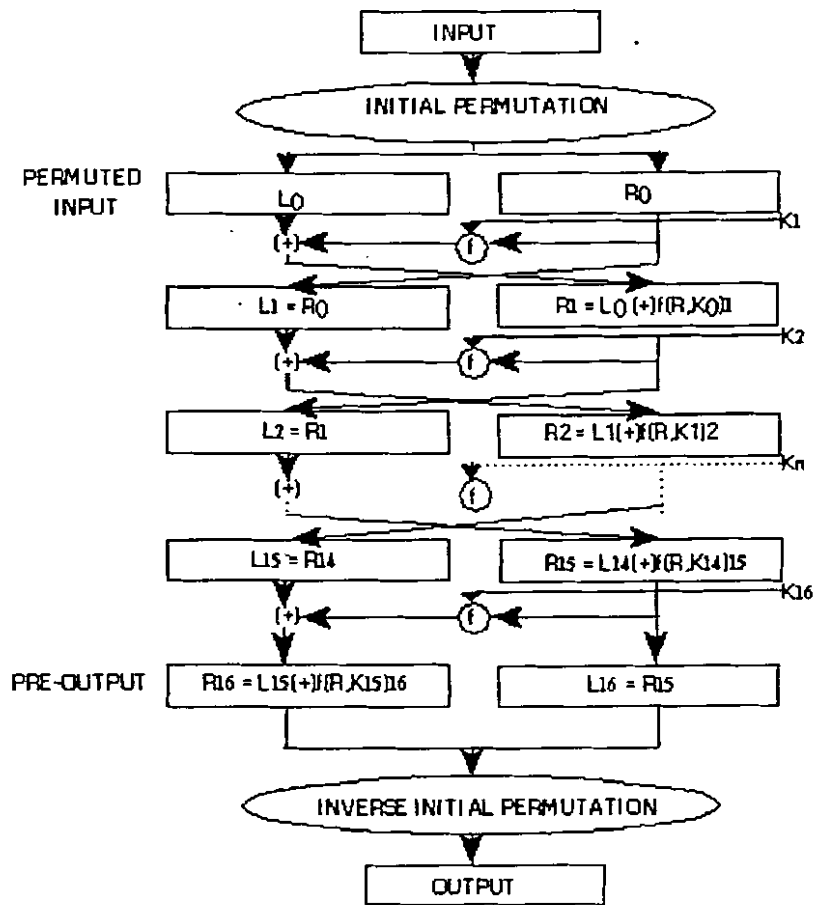 INPUT
INITIAL PERMUTATION
PERMUTED
INPUT
L0
R0
K1
(+)
f
L1 = R0
R1 = L0 (+)f(R,K0)1
K2
(+)
f
L2 = R1
R2 = L1(+)f(R,K1)2
Kn
(+)
f
L15 = R14
R15 = L14(+)f(R,K14)15
K16
(+)
f
PRE-OUTPUT
R16 = L15(+)f(R,K15)16
L16 = R15
INVERSE INITIAL PERMUTATION
OUTPUT